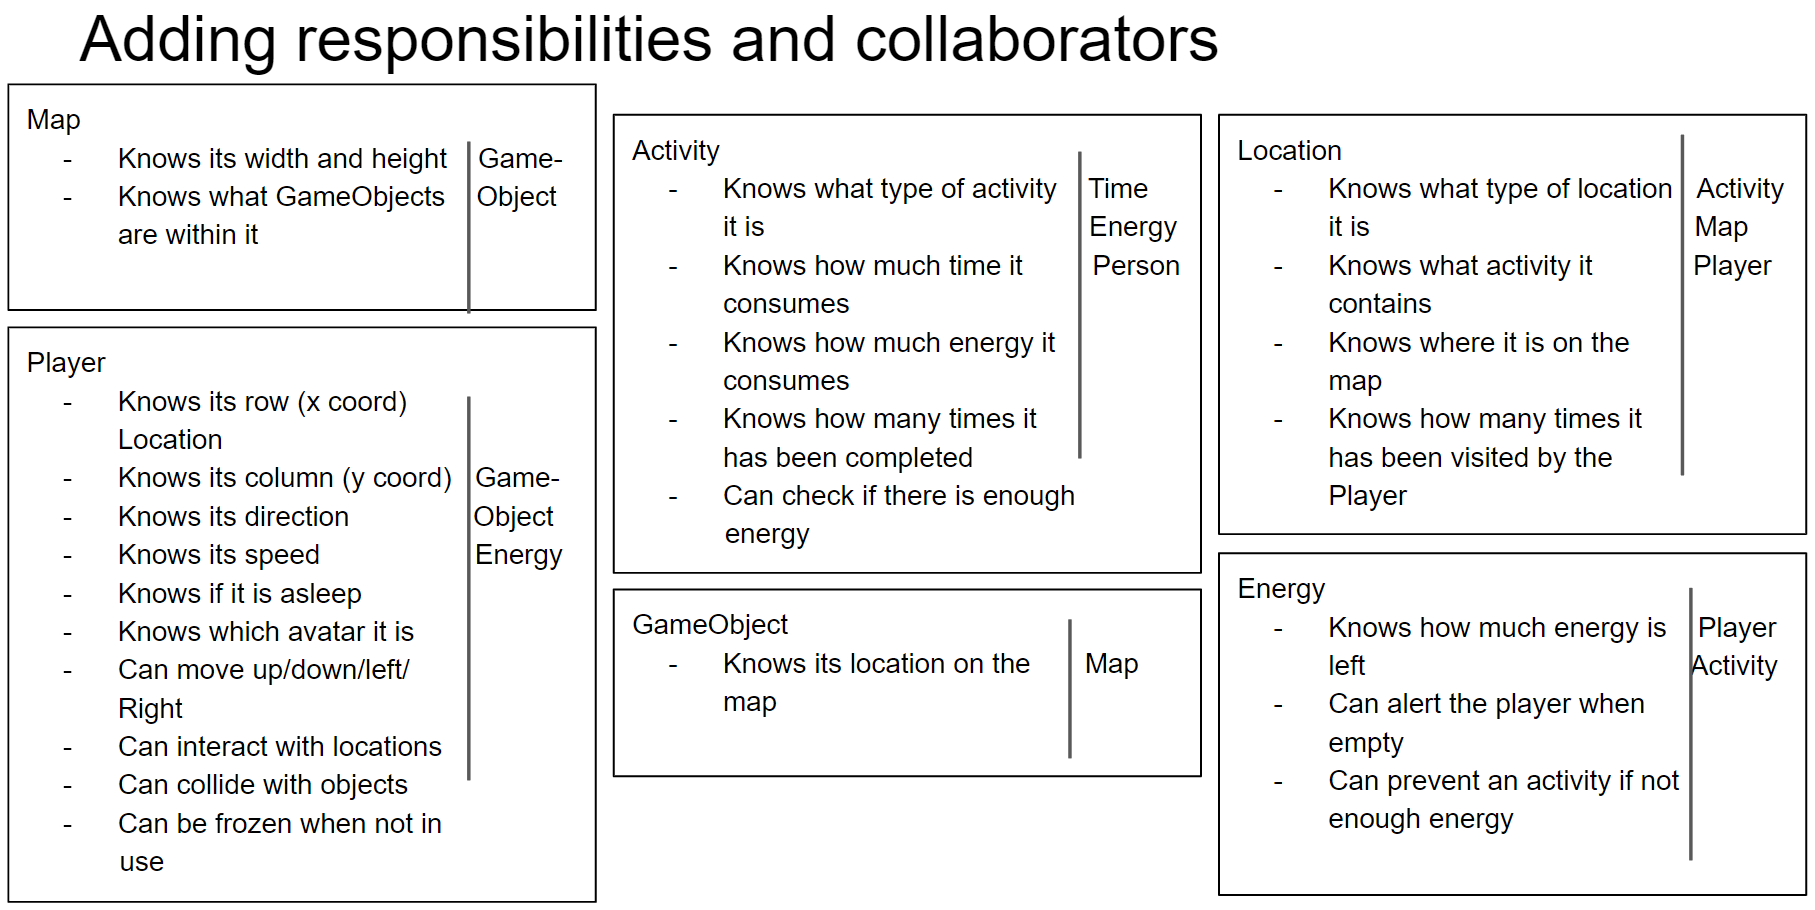 Adding responsibilities and collaborators
Map
- Knows its width and height
- Knows what GameObjects
are within it
Game-
Object
Player
- Knows its row (x coord)
Location
- Knows its column (y coord)
- Knows its direction
- Knows its speed
- Knows if it is asleep
- Knows which avatar it is
- Can move up/down/left/
Right
- Can interact with locations
- Can collide with objects
- Can be frozen when not in
use
Game-
Object
Energy
Activity
- Knows what type of activity
it is
- Knows how much time it
consumes
- Knows how much energy it
consumes
- Knows how many times it
has been completed
- Can check if there is enough
energy
Time
Energy
Person
GameObject
- Knows its location on the
map
Map
Location
- Knows what type of location
it is
- Knows what activity it
contains
- Knows where it is on the
map
- Knows how many times it
has been visited by the
Player
Activity
Map
Player
Energy
- Knows how much energy is
left
- Can alert the player when
empty
- Can prevent an activity if not
enough energy
Player
Activity